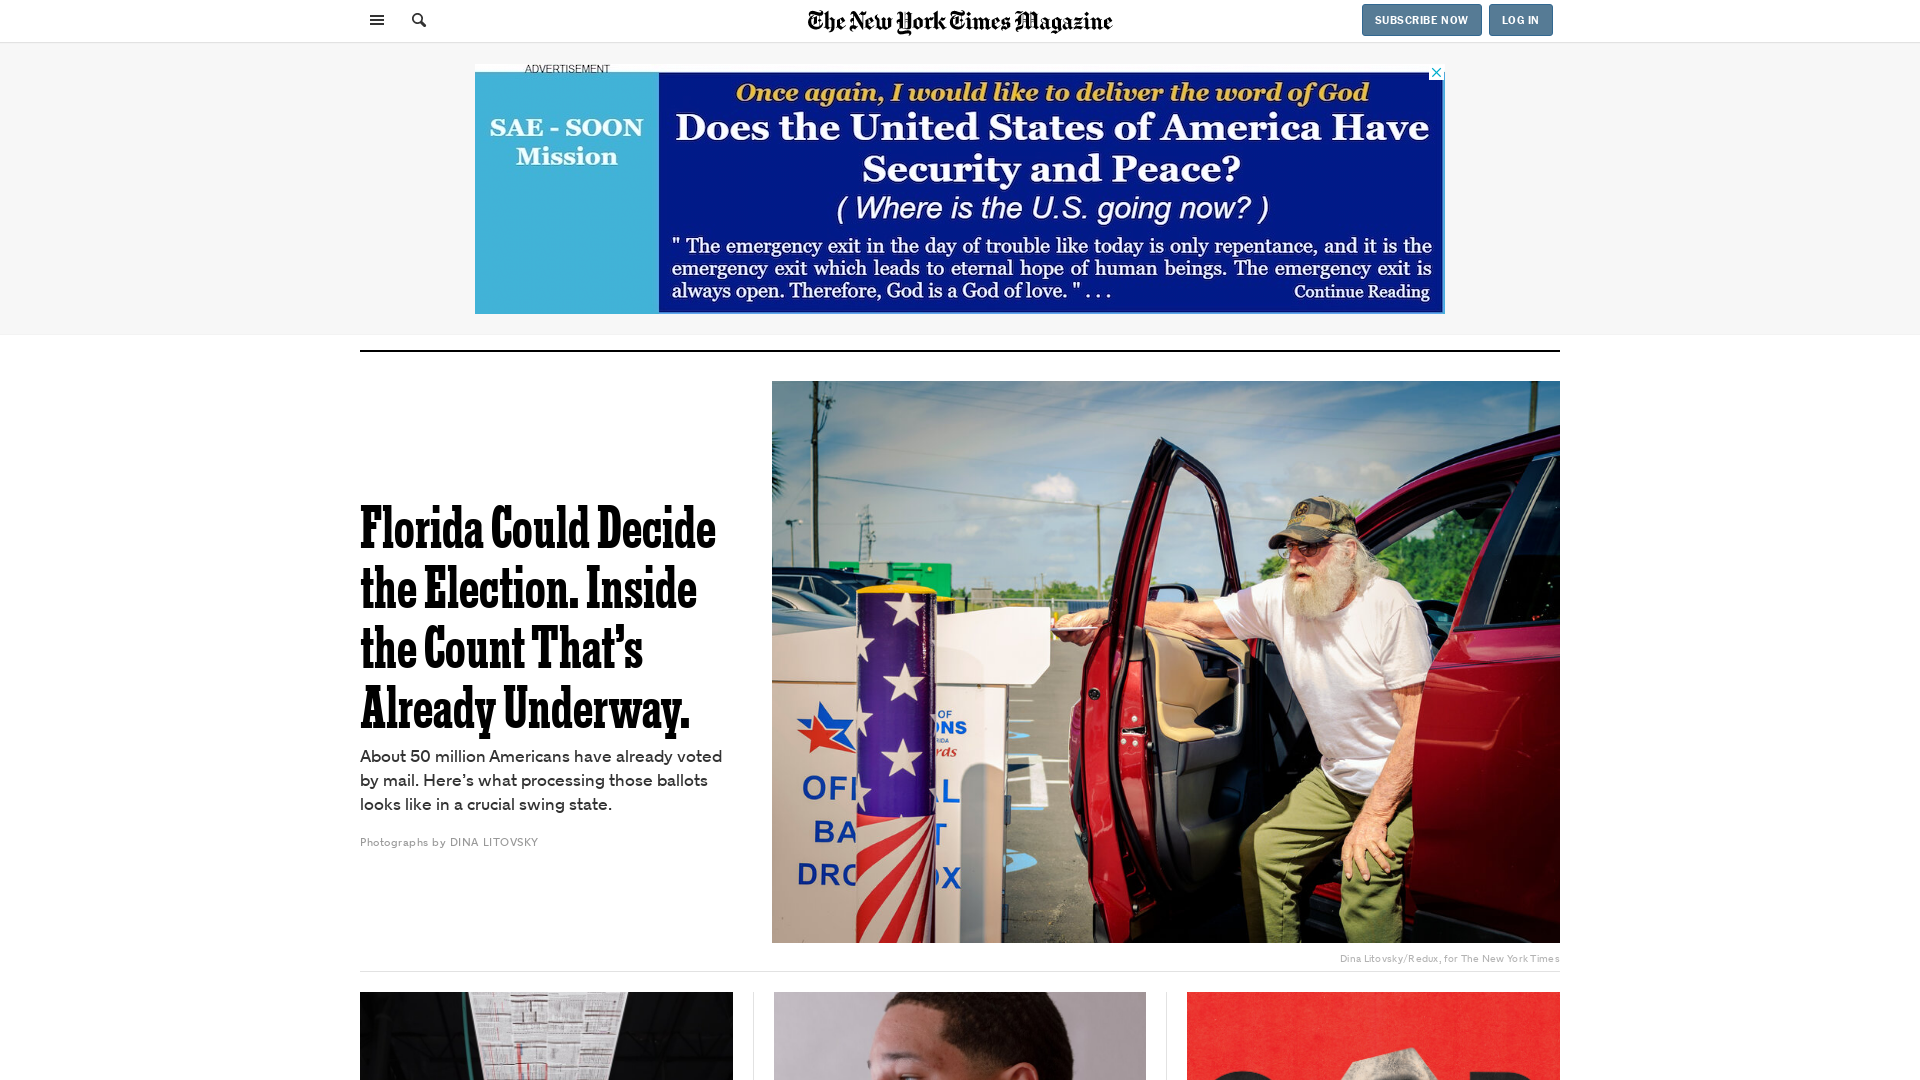 The New York Times Magazine
SUBSCRIBE NOW
LOG IN
ADVERTISEMENT
SAE - SOON
Mission
Once again, I would like to deliver the word of God
Does the United States of America Have
Security and Peace?
( Where is the U.S. going now? )
" The emergency exit in the day of trouble like today is only repentance, and it is the
emergency exit which leads to eternal hope of human beings. The emergency exit is
always open. Therefore, God is a God of love. " . . .
Continue Reading
Florida Could Decide
the Election. Inside
the Count That’s
Already Underway.
About 50 million Americans have already voted
by mail. Here’s what processing those ballots
looks like in a crucial swing state.
Photographs by DINA LITOVSKY
OF
Dina Litovsky/Redux, for The New York Times